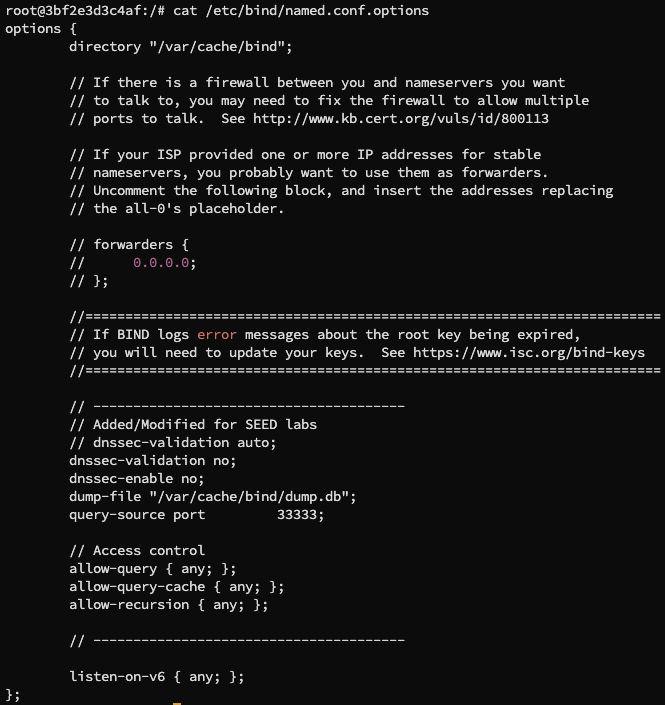 root@3bf2e3d3c4af:/# cat /etc/bind/named.conf.options
options {
        directory "/var/cache/bind";

        // If there is a firewall between you and nameservers you want
        // to talk to, you may need to fix the firewall to allow multiple
        // ports to talk.  See http://www.kb.cert.org/vuls/id/800113

        // If your ISP provided one or more IP addresses for stable
        // nameservers, you probably want to use them as forwarders.
        // Uncomment the following block, and insert the addresses replacing
        // the all-0's placeholder.

        // forwarders {
        //      0.0.0.0;
        // };

        //========================================================================
        // If BIND logs error messages about the root key being expired,
        // you will need to update your keys.  See https://www.isc.org/bind-keys
        //========================================================================

        // ---------------------------------------
        // Added/Modified for SEED labs
        // dnssec-validation auto;
        dnssec-validation no;
        dnssec-enable no;
        dump-file "/var/cache/bind/dump.db";
        query-source port         33333;

        // Access control
        allow-query { any; };
        allow-query-cache { any; };
        allow-recursion { any; };

        // ---------------------------------------

        listen-on-v6 { any; };
};